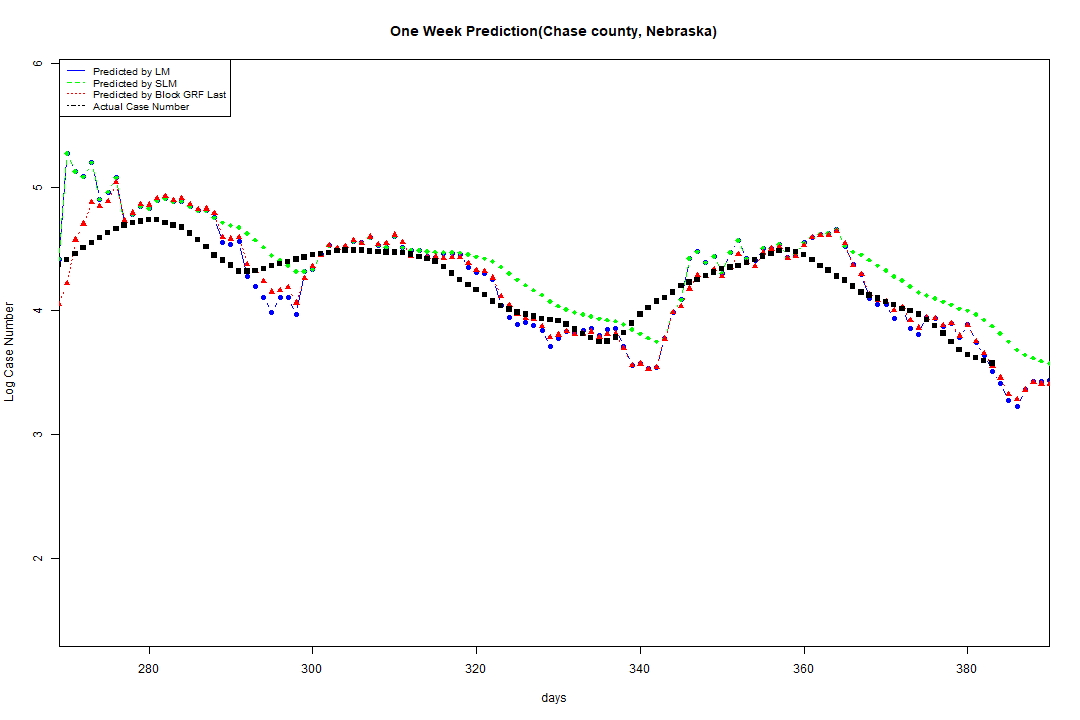 One Week Prediction(Chase county, Nebraska)
6
Predicted by LM
Predicted by SLM
Predicted by Block GRF Last
Actual Case Number
5
4
3
2
Log Case Number
280 300 320 340 360 380
days